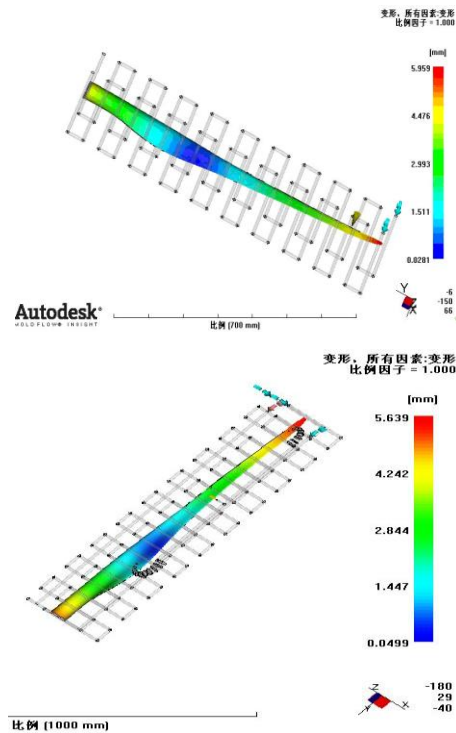 变形，所有因素:变形
比例因子 = 1.000
[mm]
5.959
4.476
2.993
1.511
0.0281
Y
X
-6
-150
66
Autodesk®
MOLDFLOW® INSIGHT
比例 (700 mm)
变形，所有因素:变形
比例因子 = 1.000
[mm]
5.639
4.242
2.844
1.447
0.0499
Z
Y
X
-180
29
-40
比例 (1000 mm)